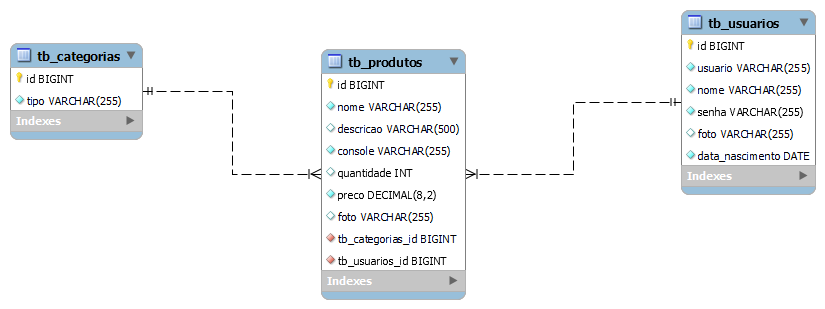 tb_categorias
id BIGINT
tipo VARCHAR(255)
Indexes
tb_produtos
id BIGINT
nome VARCHAR(255)
descricao VARCHAR(500)
console VARCHAR(255)
quantidade INT
preco DECIMAL(8,2)
foto VARCHAR(255)
tb_categorias_id BIGINT
tb_usuarios_id BIGINT
Indexes
tb_usuarios
id BIGINT
usuario VARCHAR(255)
nome VARCHAR(255)
senha VARCHAR(255)
foto VARCHAR(255)
data_nascimento DATE
Indexes